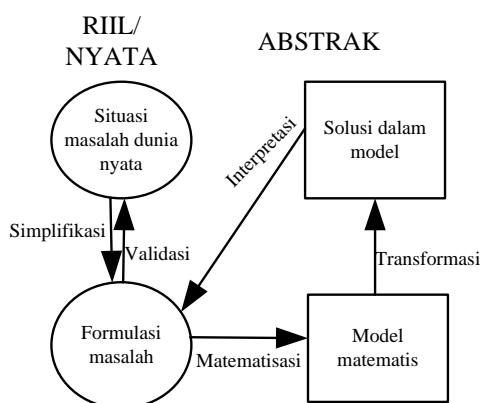 RIIL/
NYATA
ABSTRAK
Situasi
masalah dunia
nyata
Interpretasi
Solusi dalam
model
Simplifikasi
Validasi
Transformasi
Formulasi
masalah
Matematisasi
Model
matematis